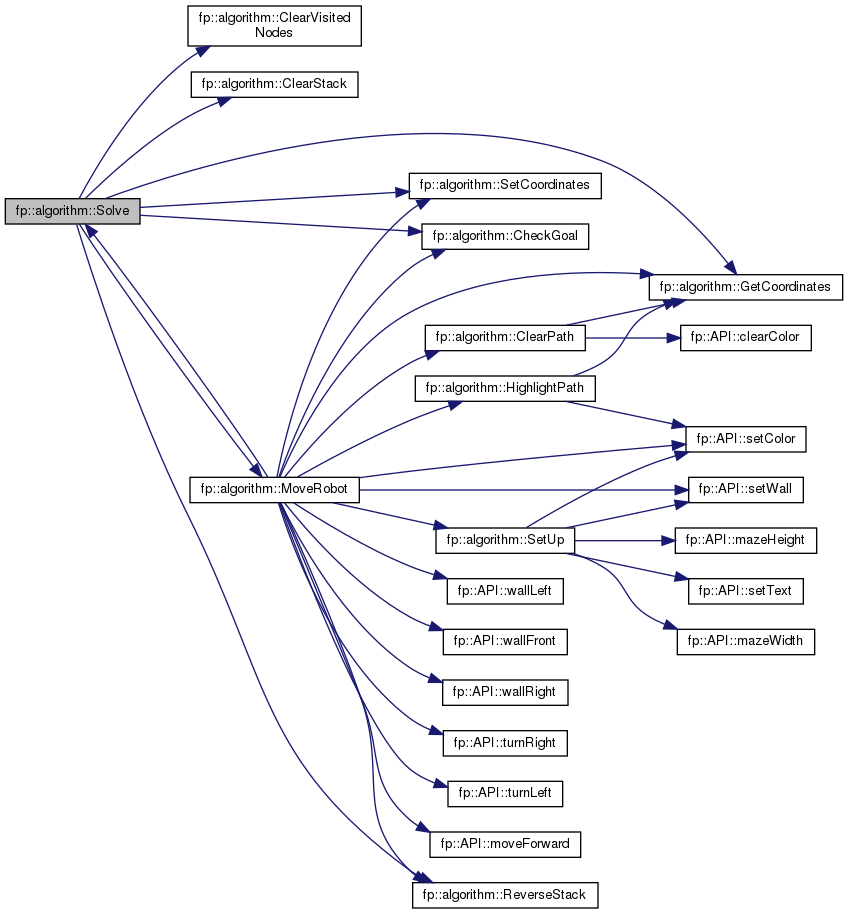 fp::algorithm::ClearVisited
Nodes
fp::algorithm::ClearStack
fp::algorithm::SetCoordinates
fp::algorithm::Solve
fp::algorithm::CheckGoal
fp::algorithm::GetCoordinates
fp::algorithm::ClearPath
fp::API::clearColor
fp::algorithm::HighlightPath
fp::API::setColor
fp::algorithm::MoveRobot
fp::API::setWall
fp::algorithm::SetUp
fp::API::mazeHeight
fp::API::wallLeft
fp::API::setText
fp::API::wallFront
fp::API::mazeWidth
fp::API::wallRight
fp::API::turnRight
fp::API::turnLeft
fp::API::moveForward
fp::algorithm::ReverseStack